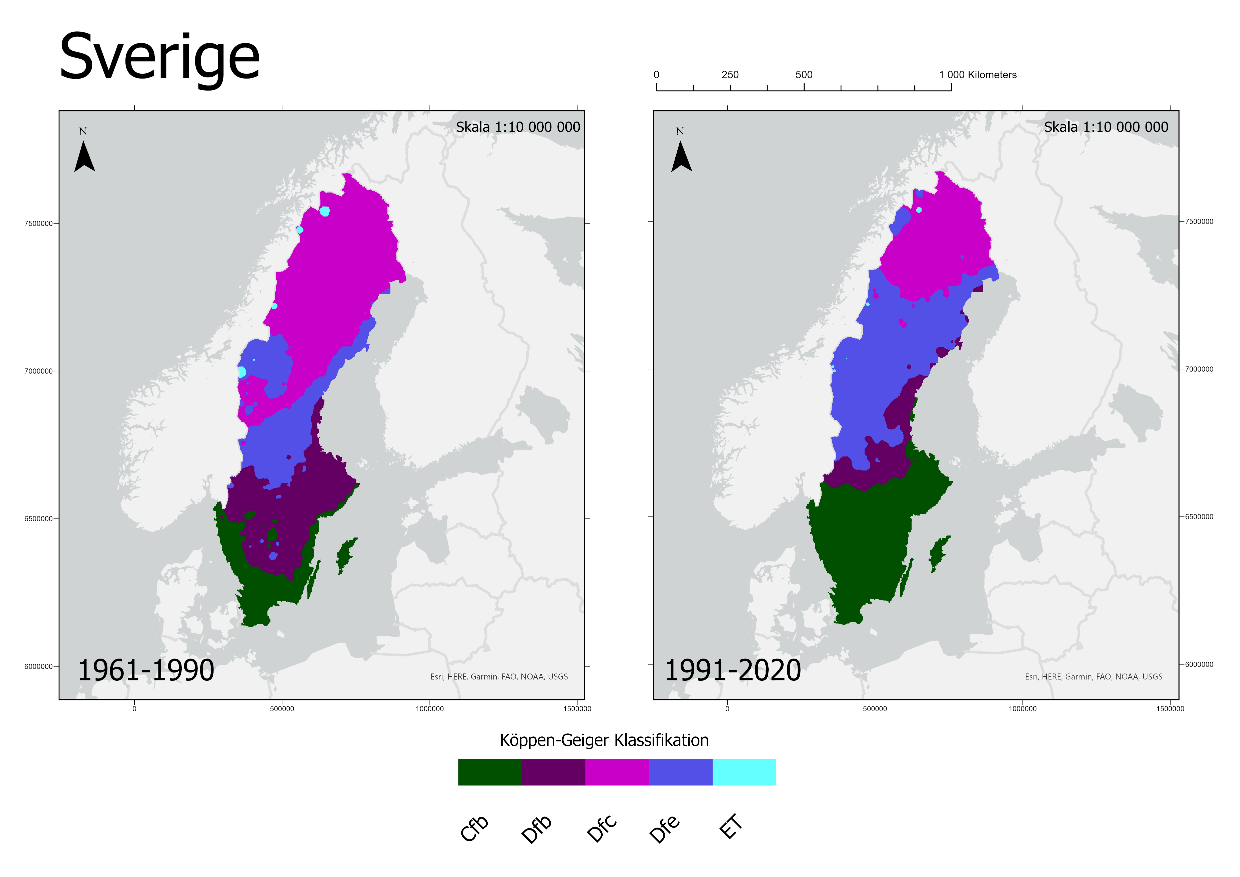 Sverige
0 250 500 1 000 Kilometers
N
Skala 1:10 000 000
N
Skala 1:10 000 000
7500000
7000000
6500000
6000000
7500000
7000000
6500000
6000000
1961-1990
Esri, HERE, Garmin, FAO, NOAA, USGS
1991-2020
Esri, HERE, Garmin, FAO, NOAA, USGS
0 500000 1000000 1500000
0 500000 1000000 1500000
Köppen-Geiger Klassifikation
Cfb Dfb Dfc Dfe ET